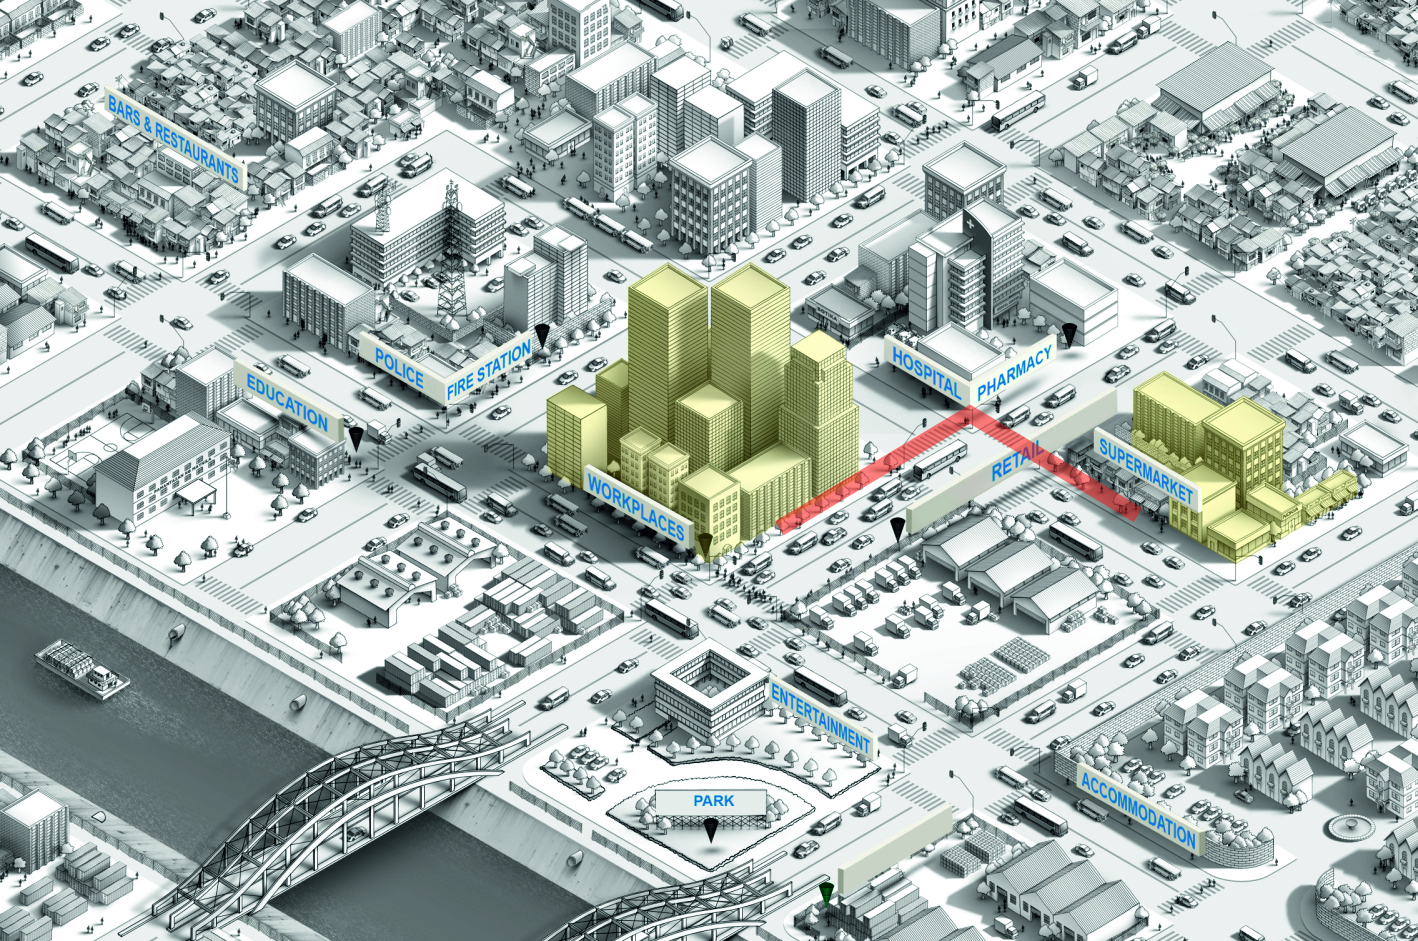 BARS & RESTAURANTS
POLICE
FIRE STATION
HOSPITAL
PHARMACY
EDUCATION
RETAIL
SUPERMARKET
WORKPLACES
ENTERTAINMENT
PARK
ACCOMMODATION